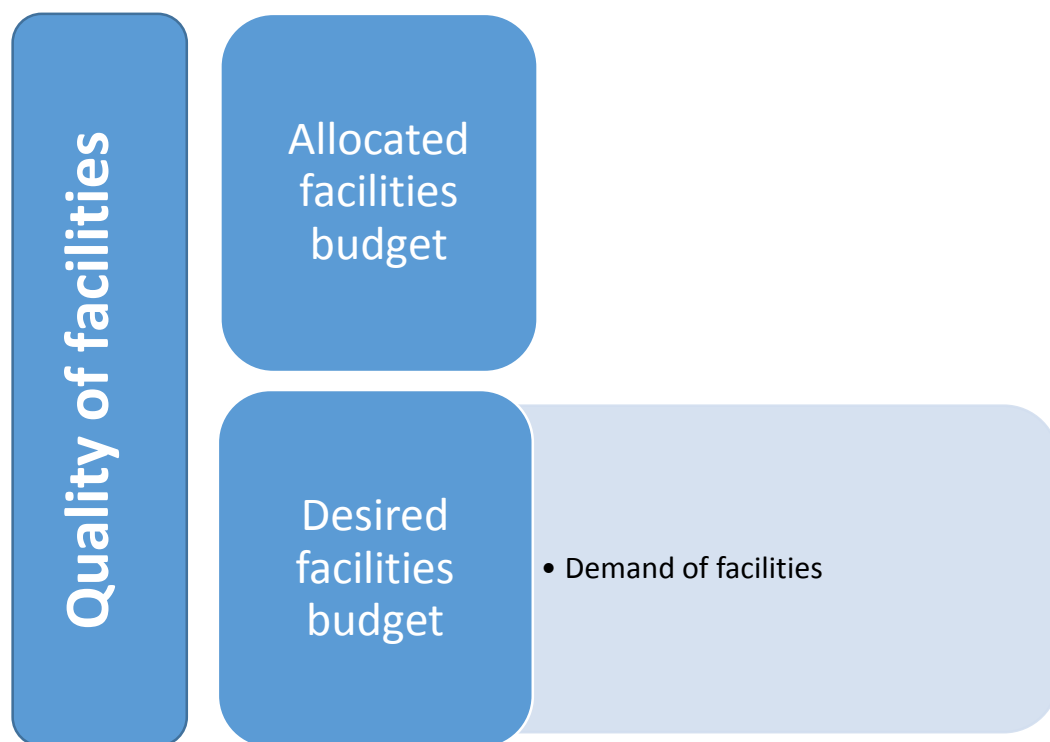 Quality of facilities
Allocated
facilities
budget
Desired
facilities
budget
• Demand of facilities